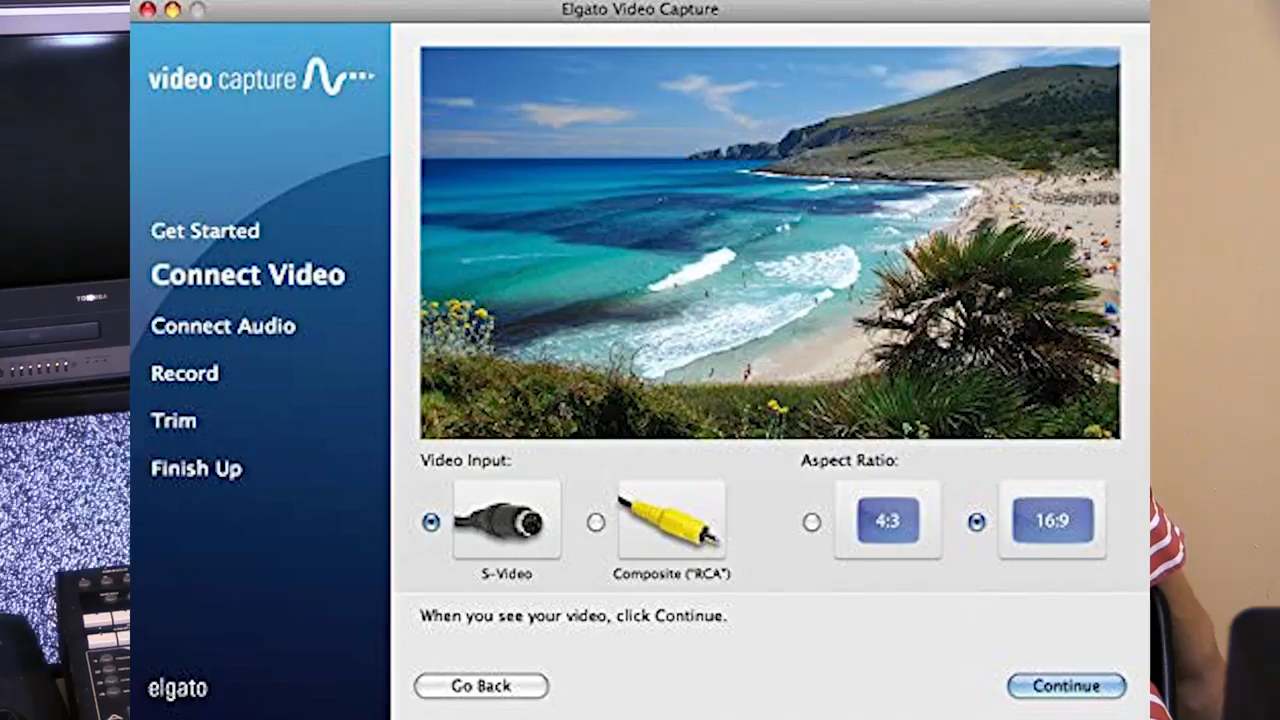 Elgato Video Capture
video capture
Get Started
Connect Video
Connect Audio
Record
Trim
Finish Up
elgato
Video Input:
Aspect Ratio:
4:3
16:9
S-Video
Composite ("RCA")
When you see your video, click Continue.
Go Back
Continue
TOSHIBA